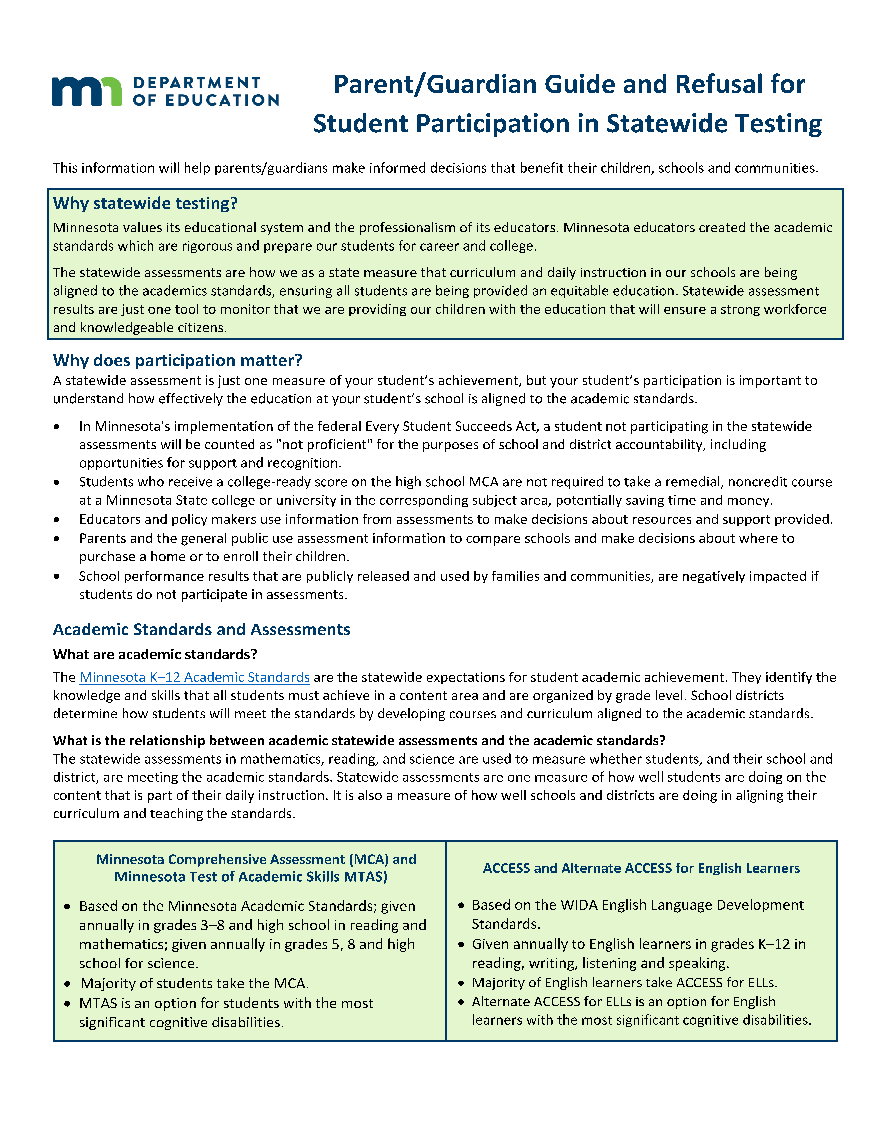 mn DEPARTMENT
OF EDUCATION
Parent/Guardian Guide and Refusal for
Student Participation in Statewide Testing
This information will help parents/guardians make informed decisions that benefit their children, schools and communities.
Why statewide testing?
Minnesota values its educational system and the professionalism of its educators. Minnesota educators created the academic
standards which are rigorous and prepare our students for career and college.
The statewide assessments are how we as a state measure that curriculum and daily instruction in our schools are being
aligned to the academics standards, ensuring all students are being provided an equitable education. Statewide assessment
results are just one tool to monitor that we are providing our children with the education that will ensure a strong workforce
and knowledgeable citizens.
Why does participation matter?
A statewide assessment is just one measure of your student’s achievement, but your student’s participation is important to
understand how effectively the education at your student’s school is aligned to the academic standards.
• In Minnesota's implementation of the federal Every Student Succeeds Act, a student not participating in the statewide
assessments will be counted as "not proficient" for the purposes of school and district accountability, including
opportunities for support and recognition.
• Students who receive a college-ready score on the high school MCA are not required to take a remedial, noncredit course
at a Minnesota State college or university in the corresponding subject area, potentially saving time and money.
• Educators and policy makers use information from assessments to make decisions about resources and support provided.
• Parents and the general public use assessment information to compare schools and make decisions about where to
purchase a home or to enroll their children.
• School performance results that are publicly released and used by families and communities, are negatively impacted if
students do not participate in assessments.
Academic Standards and Assessments
What are academic standards?
The Minnesota K–12 Academic Standards are the statewide expectations for student academic achievement. They identify the
knowledge and skills that all students must achieve in a content area and are organized by grade level. School districts
determine how students will meet the standards by developing courses and curriculum aligned to the academic standards.
What is the relationship between academic statewide assessments and the academic standards?
The statewide assessments in mathematics, reading, and science are used to measure whether students, and their school and
district, are meeting the academic standards. Statewide assessments are one measure of how well students are doing on the
content that is part of their daily instruction. It is also a measure of how well schools and districts are doing in aligning their
curriculum and teaching the standards.
Minnesota Comprehensive Assessment (MCA) and
Minnesota Test of Academic Skills MTAS)
• Based on the Minnesota Academic Standards; given
annually in grades 3–8 and high school in reading and
mathematics; given annually in grades 5, 8 and high
school for science.
• Majority of students take the MCA.
• MTAS is an option for students with the most
significant cognitive disabilities.
ACCESS and Alternate ACCESS for English Learners
• Based on the WIDA English Language Development
Standards.
• Given annually to English learners in grades K–12 in
reading, writing, listening and speaking.
• Majority of English learners take ACCESS for ELLs.
• Alternate ACCESS for ELLs is an option for English
learners with the most significant cognitive disabilities.